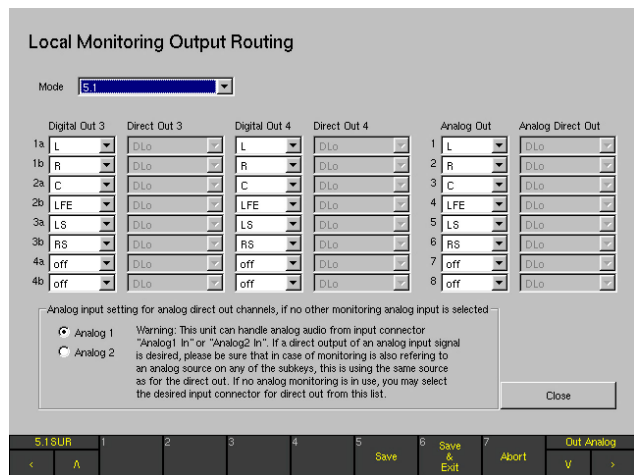 Local Monitoring Output Routing
Mode 5.1
Digital Out 3 Direct Out 3 Digital Out 4 Direct Out 4 Analog Out Analog Direct Out
1a L DLo L DLo 1 L DLo
1b R DLo R DLo 2 R DLo
2a C DLo C DLo 3 C DLo
2b LFE DLo LFE DLo 4 LFE DLo
3a LS DLo LS DLo 5 LS DLo
3b RS DLo RS DLo 6 RS DLo
4a off DLo off DLo 7 off DLo
4b off DLo off DLo 8 off DLo
Analog input setting for analog direct out channels, if no other monitoring analog input is selected
Analog 1
Analog 2
Warning: This unit can handle analog audio from input connector
"Analog1 In" or "Analog2 In". If a direct output of an analog input signal
is desired, please be sure that in case of monitoring is also refering to
an analog source on any of the subkeys, this is using the same source
as for the direct out. If no analog monitoring is in use, you may select
the desired input connector for direct out from this list.
Close
5.1SUR 1 2 3 4 5 Save 6 Save & Exit 7 Abort Out Analog
< Λ V >